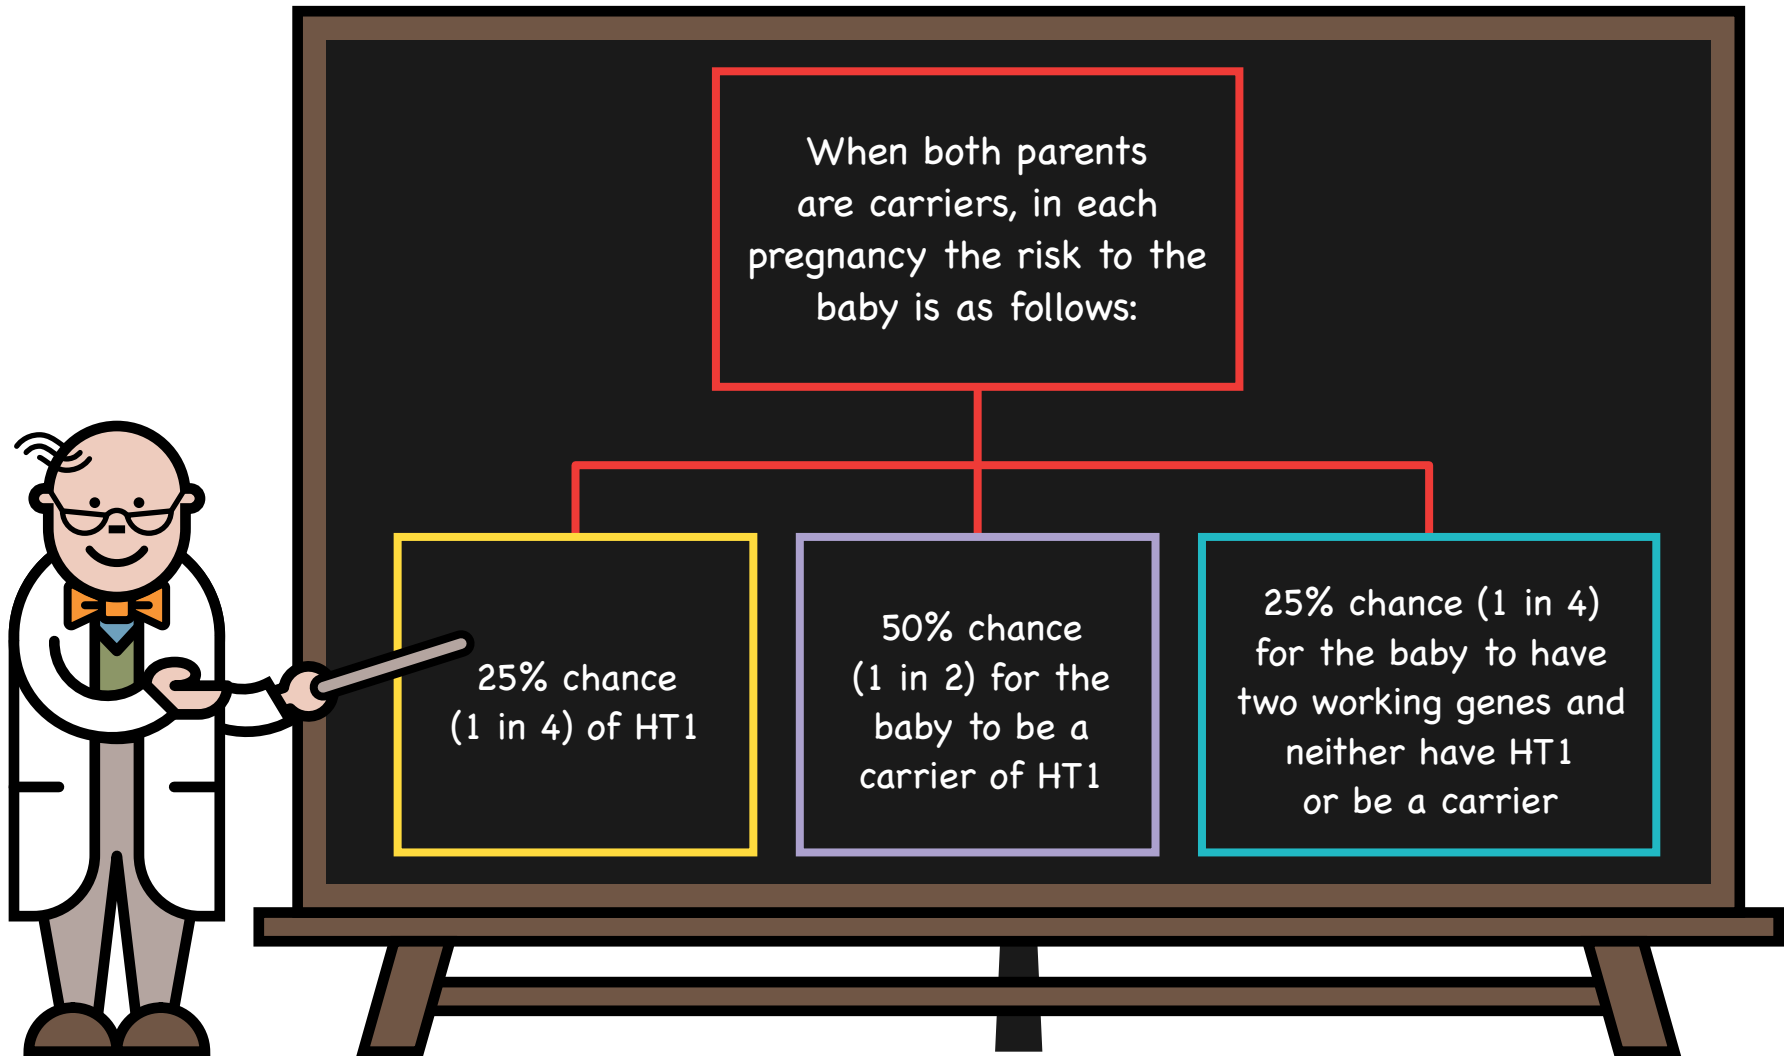 When both parents
are carriers, in each
pregnancy the risk to the
baby is as follows:
25% chance
(1 in 4) of HT1
50% chance
(1 in 2) for the
baby to be a
carrier of HT1
25% chance (1 in 4)
for the baby to have
two working genes and
neither have HT1
or be a carrier